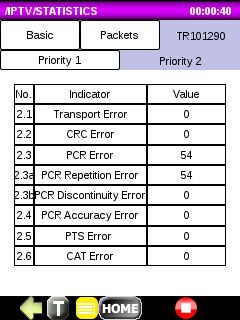 /IPTV/STATISTICS 00:00:40
Basic Packets TR101290
Priority 1 Priority 2
No. Indicator Value
2.1 Transport Error 0
2.2 CRC Error 0
2.3 PCR Error 54
2.3a PCR Repetition Error 54
2.3b PCR Discontinuity Error 0
2.4 PCR Accuracy Error 0
2.5 PTS Error 0
2.6 CAT Error 0
T HOME